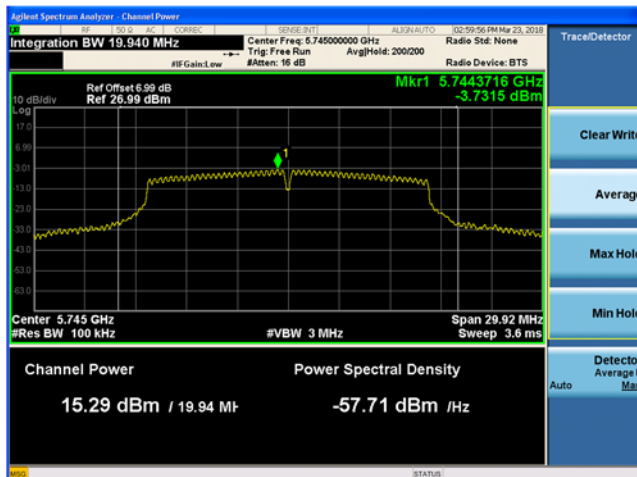 Agilent Spectrum Analyzer - Channel Power
RF 50 Ω AC CORREC SENSE:INT ALIGN AUTO 02:59:56 PM Mar 23, 2018
Integration BW 19.940 MHz
Center Freq: 5.745000000 GHz
Radio Std: None
Trig: Free Run Avg|Hold: 200/200
#IFGain:Low #Atten: 16 dB Radio Device: BTS
Trace/Detector
Mkr1 5.7443716 GHz
-3.7315 dBm
Ref Offset 6.99 dB
10 dB/div Ref 26.99 dBm
Log
17.0
6.99
-3.01
-13.0
-23.0
-33.0
-43.0
-53.0
-63.0
1
Center 5.745 GHz Span 29.92 MHz
#Res BW 100 kHz #VBW 3 MHz Sweep 3.6 ms
Channel Power Power Spectral Density
15.29 dBm / 19.94 MH -57.71 dBm /Hz
Clear Write
Average
Max Hold
Min Hold
Detecto
Average
Auto Ma
MSG STATUS